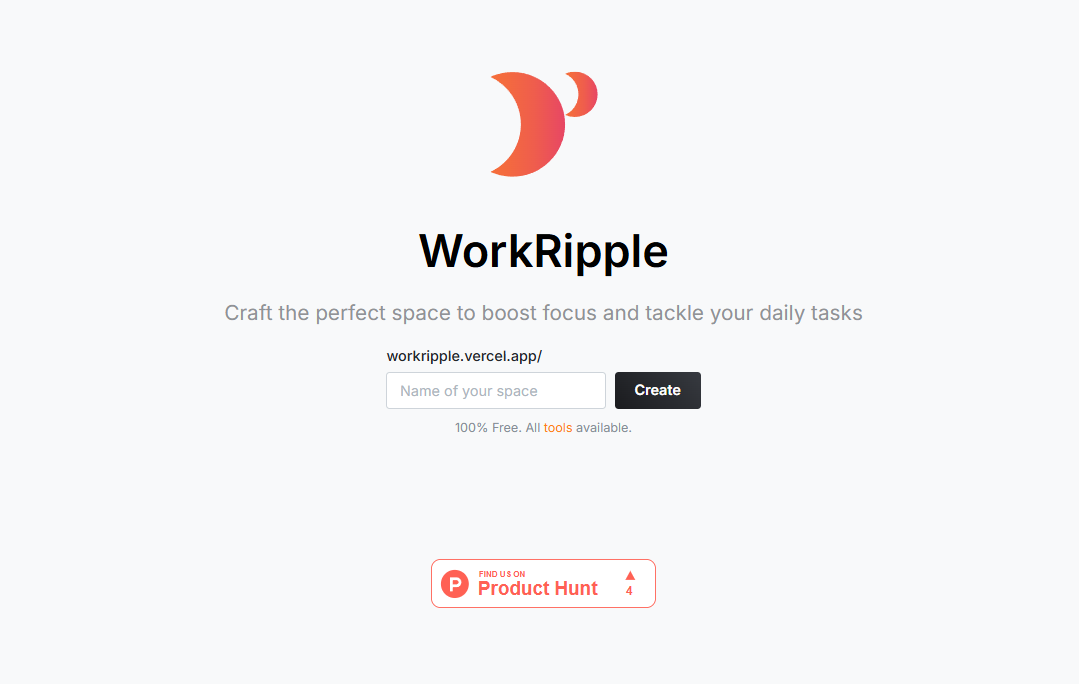 WorkRipple
Craft the perfect space to boost focus and tackle your daily tasks
workripple.vercel.app/
Name of your space
Create
100% Free. All tools available.
P
FIND US ON
Product Hunt
▲
4